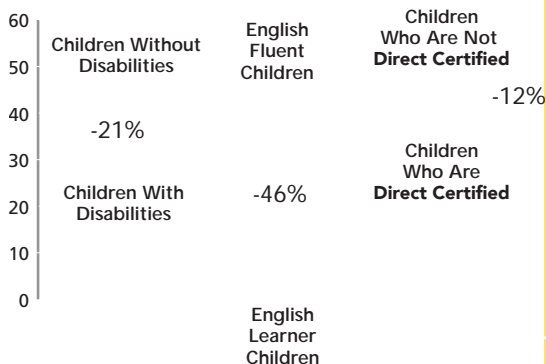 60
50
40
30
20
10
0
Children Without
Disabilities
-21%
Children With
Disabilities
English
Fluent
Children
-46%
English
Learner
Children
Children
Who Are Not
Direct Certified
-12%
Children
Who Are
Direct Certified